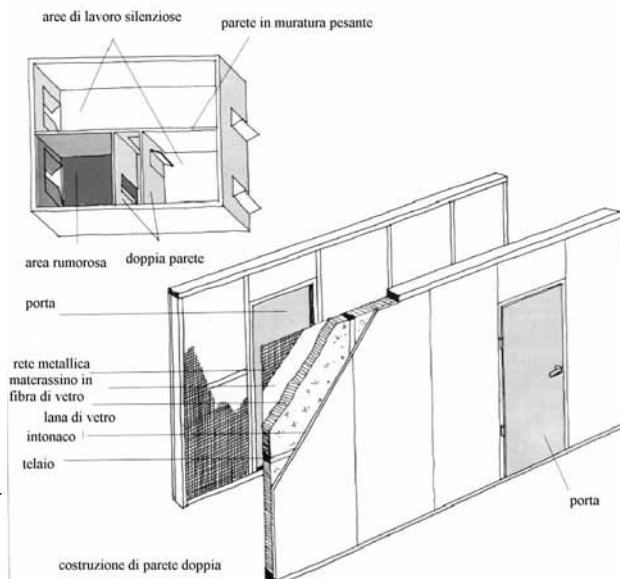 aree di lavoro silenziose
parete in muratura pesante
area rumorosa
doppia parete
porta
rete metallica
materassino in
fibra di vetro
lana di vetro
intonaco
telaio
porta
costruzione di parete doppia